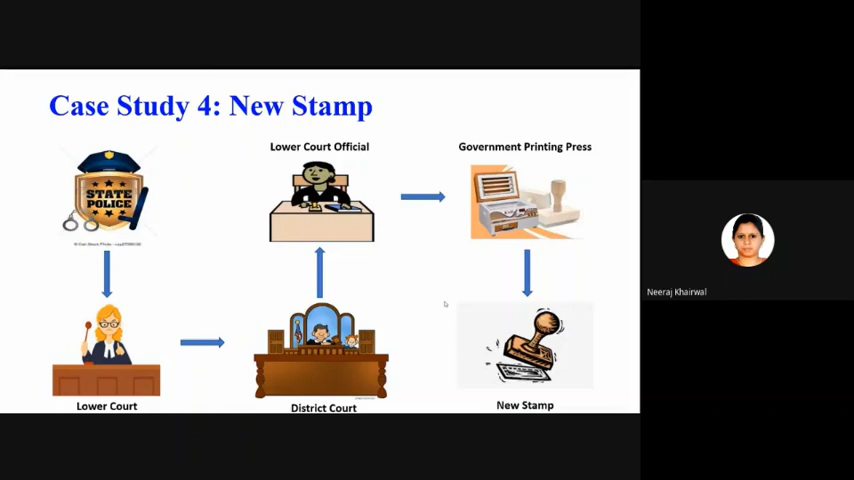 Case Study 4: New Stamp
Lower Court Official
Government Printing Press
STATE
POLICE
Neeraj Khairwal
Lower Court
District Court
New Stamp